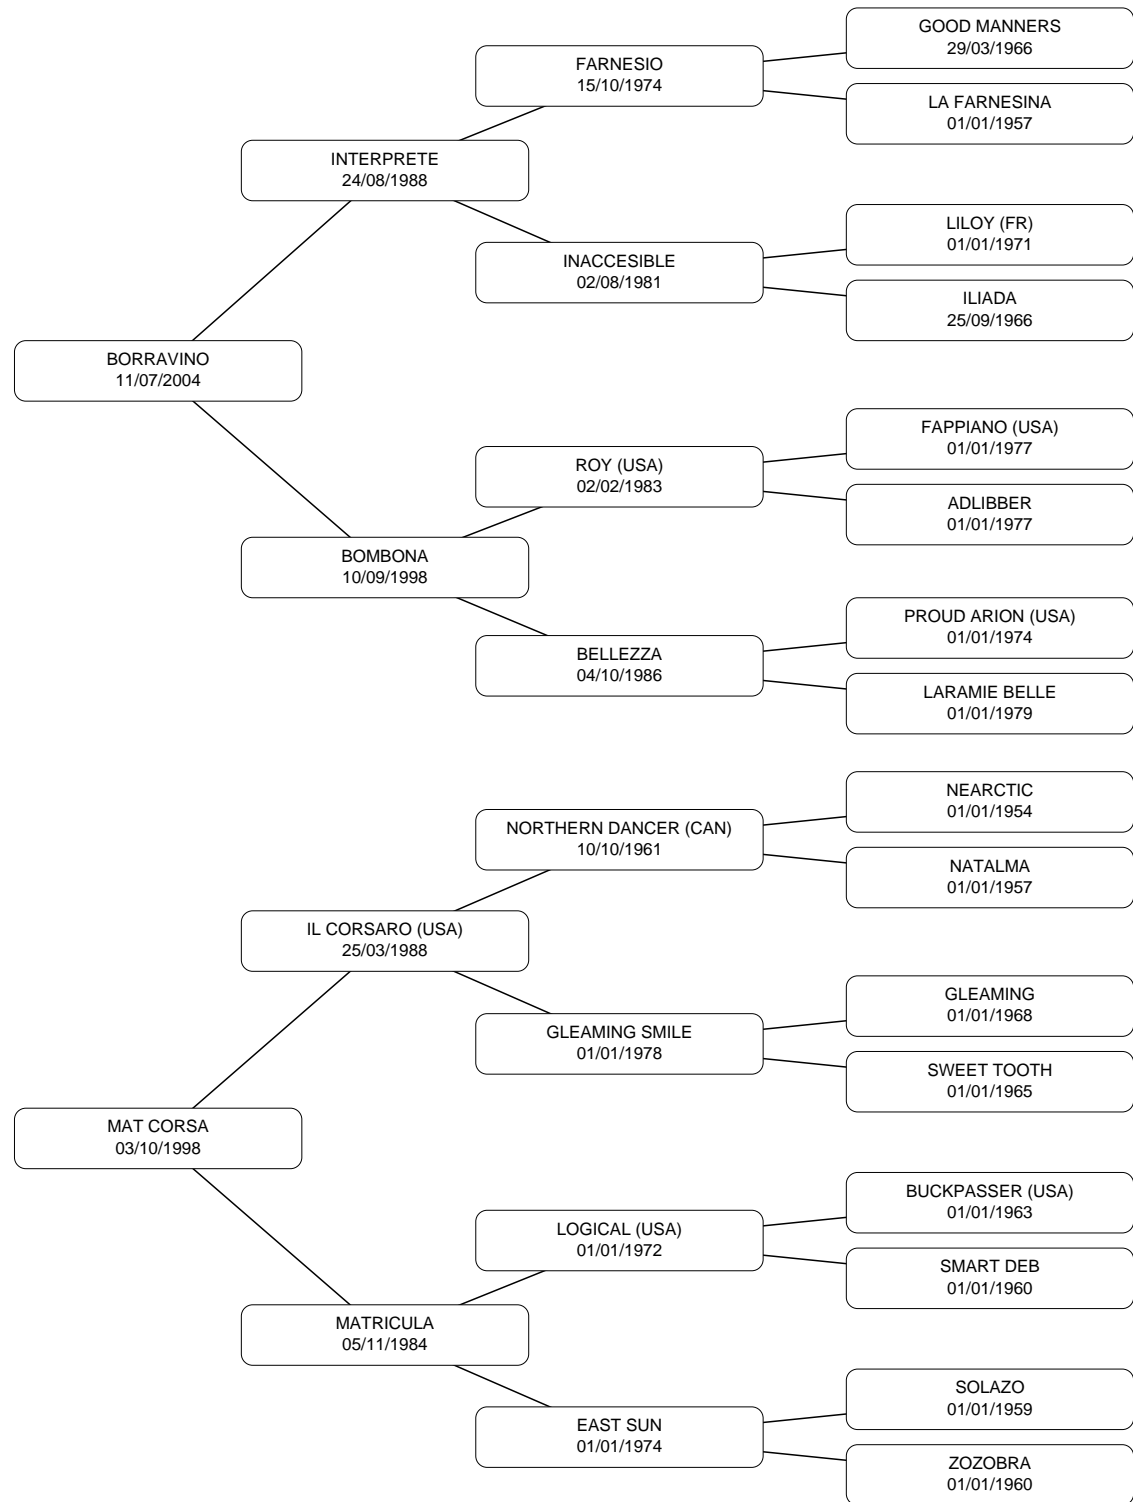 GOOD MANNERS
29/03/1966
FARNESIO
15/10/1974
LA FARNESINA
01/01/1957
INTERPRETE
24/08/1988
LILOY (FR)
01/01/1971
INACCESIBLE
02/08/1981
ILIADA
25/09/1966
BORRAVINO
11/07/2004
FAPPIANO (USA)
01/01/1977
ROY (USA)
02/02/1983
ADLIBBER
01/01/1977
BOMBONA
10/09/1998
PROUD ARION (USA)
01/01/1974
BELLEZZA
04/10/1986
LARAMIE BELLE
01/01/1979
NEARCTIC
01/01/1954
NORTHERN DANCER (CAN)
10/10/1961
NATALMA
01/01/1957
IL CORSARO (USA)
25/03/1988
GLEAMING
01/01/1968
GLEAMING SMILE
01/01/1978
SWEET TOOTH
01/01/1965
MAT CORSA
03/10/1998
BUCKPASSER (USA)
01/01/1963
LOGICAL (USA)
01/01/1972
SMART DEB
01/01/1960
MATRICULA
05/11/1984
SOLAZO
01/01/1959
EAST SUN
01/01/1974
ZOZOBRA
01/01/1960